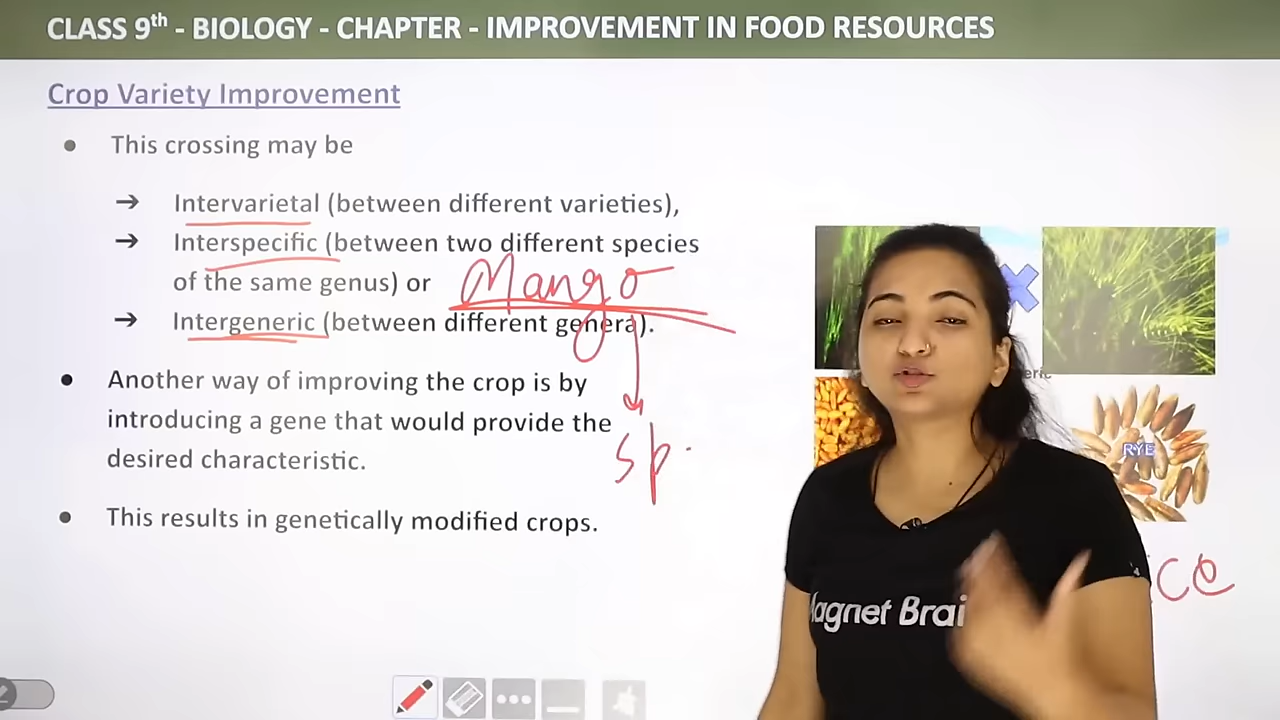 CLASS 9th - BIOLOGY - CHAPTER - IMPROVEMENT IN FOOD RESOURCES
Crop Variety Improvement
● This crossing may be
➔ Intervarietal (between different varieties),
➔ Interspecific (between two different species
of the same genus) or
Mango
➔ Intergeneric (between different genera).
● Another way of improving the crop is by
introducing a gene that would provide the
desired characteristic.
sp.
● This results in genetically modified crops.
eric
RYE
ce
agnet Brai